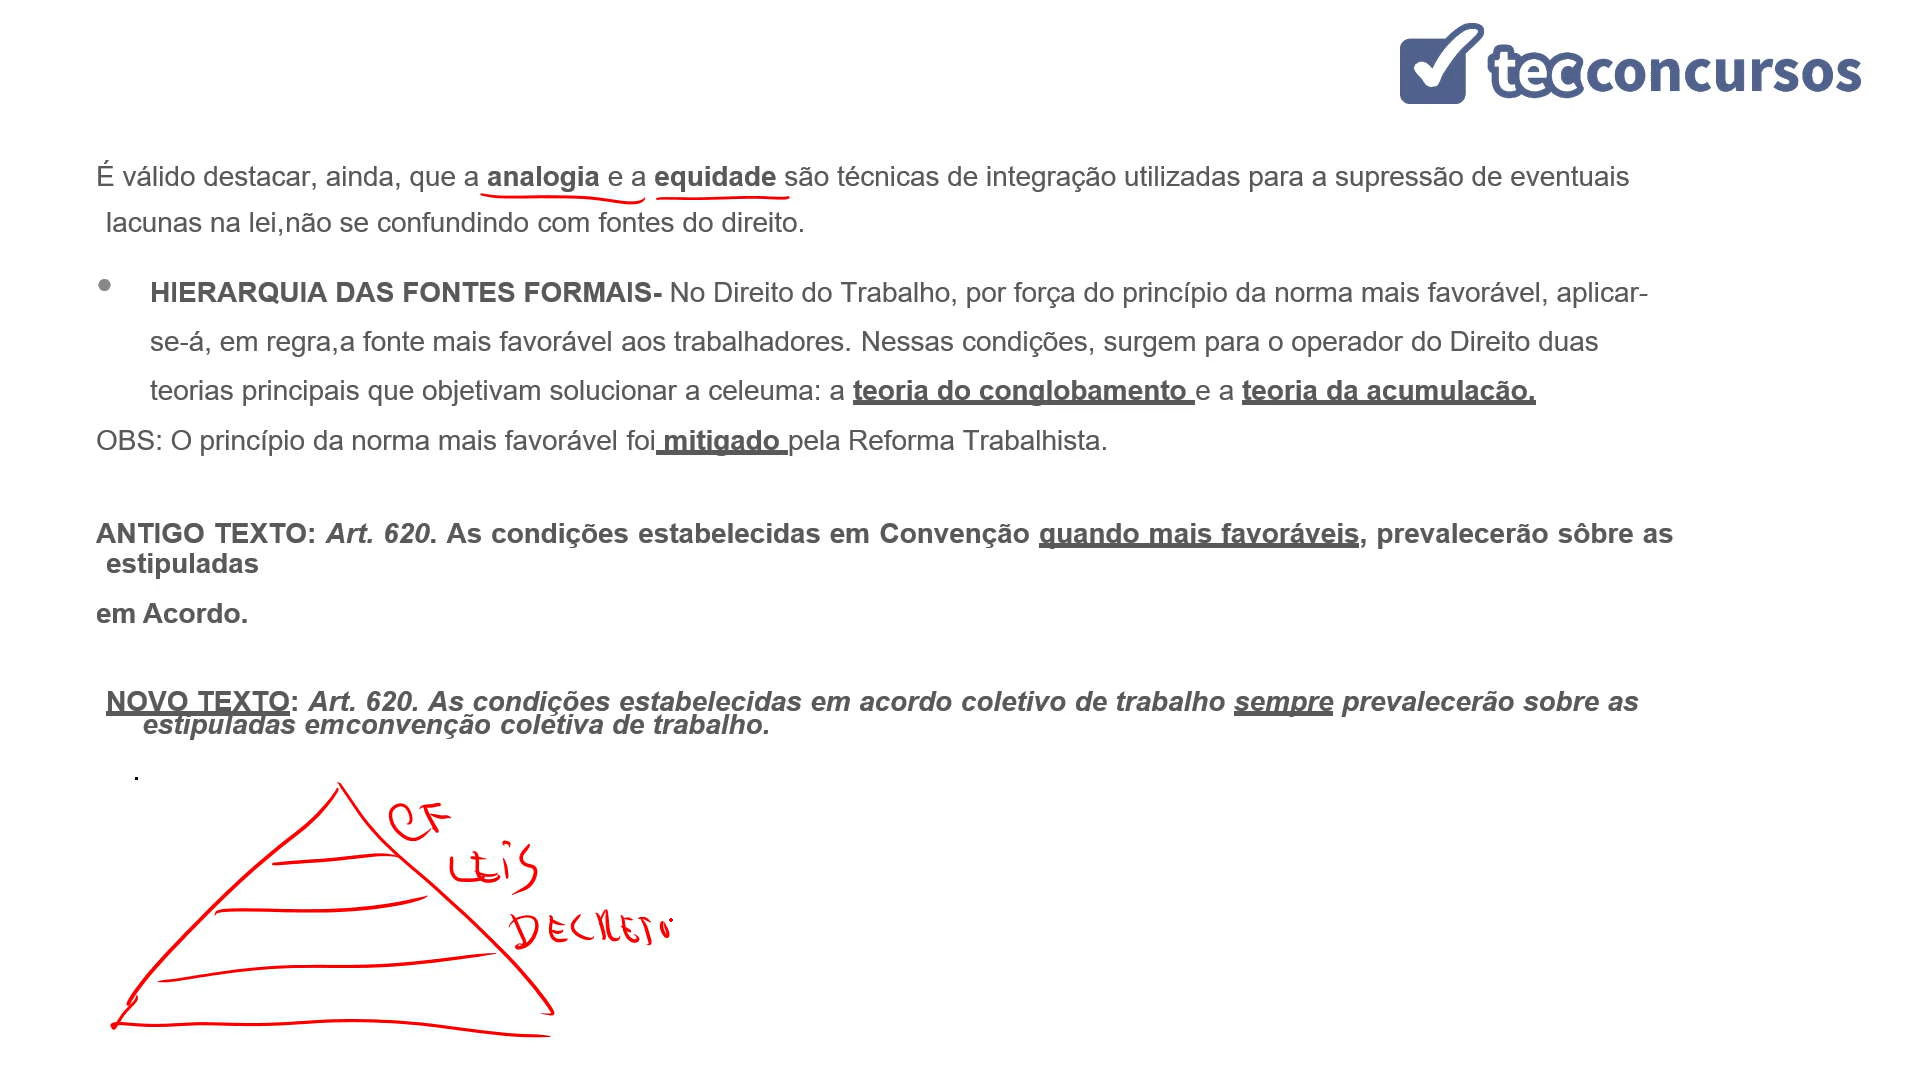 tecconcursos
É válido destacar, ainda, que a analogia e a equidade são técnicas de integração utilizadas para a supressão de eventuais
lacunas na lei,não se confundindo com fontes do direito.
• HIERARQUIA DAS FONTES FORMAIS- No Direito do Trabalho, por força do princípio da norma mais favorável, aplicar-
se-á, em regra,a fonte mais favorável aos trabalhadores. Nessas condições, surgem para o operador do Direito duas
teorias principais que objetivam solucionar a celeuma: a teoria do conglobamento e a teoria da acumulação.
OBS: O princípio da norma mais favorável foi mitigado pela Reforma Trabalhista.
ANTIGO TEXTO: Art. 620. As condições estabelecidas em Convenção quando mais favoráveis, prevalecerão sôbre as
estipuladas
em Acordo.
NOVO TEXTO: Art. 620. As condições estabelecidas em acordo coletivo de trabalho sempre prevalecerão sobre as
estipuladas emconvenção coletiva de trabalho.
.
CF
LEiS
DECRETO